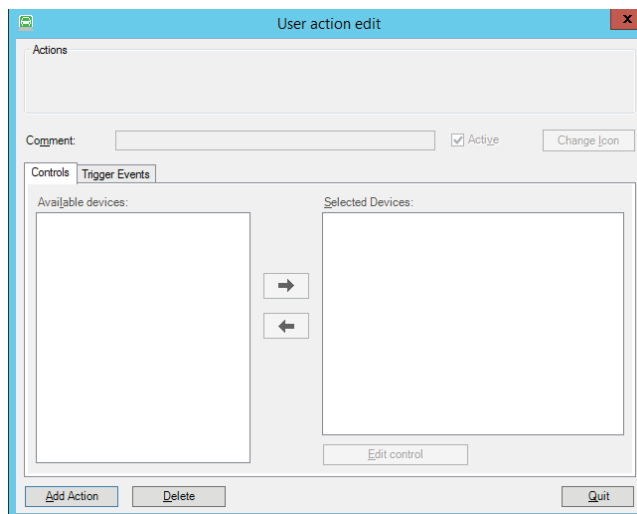 User action edit
x
Actions
Comment:
Active
Change Icon
Controls
Trigger Events
Available devices:
Selected Devices:
Edit control
Add Action
Delete
Quit